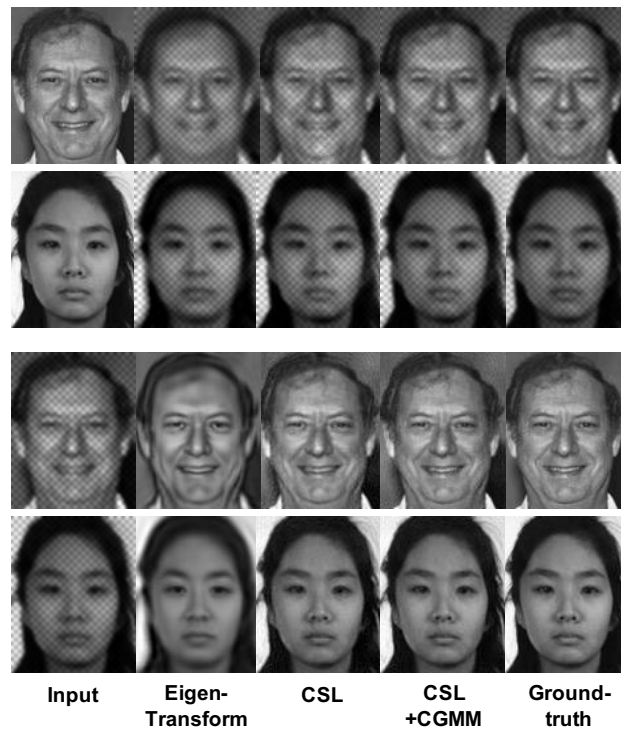 Input
Eigen-
Transform
CSL
CSL
+CGMM
Ground-
truth